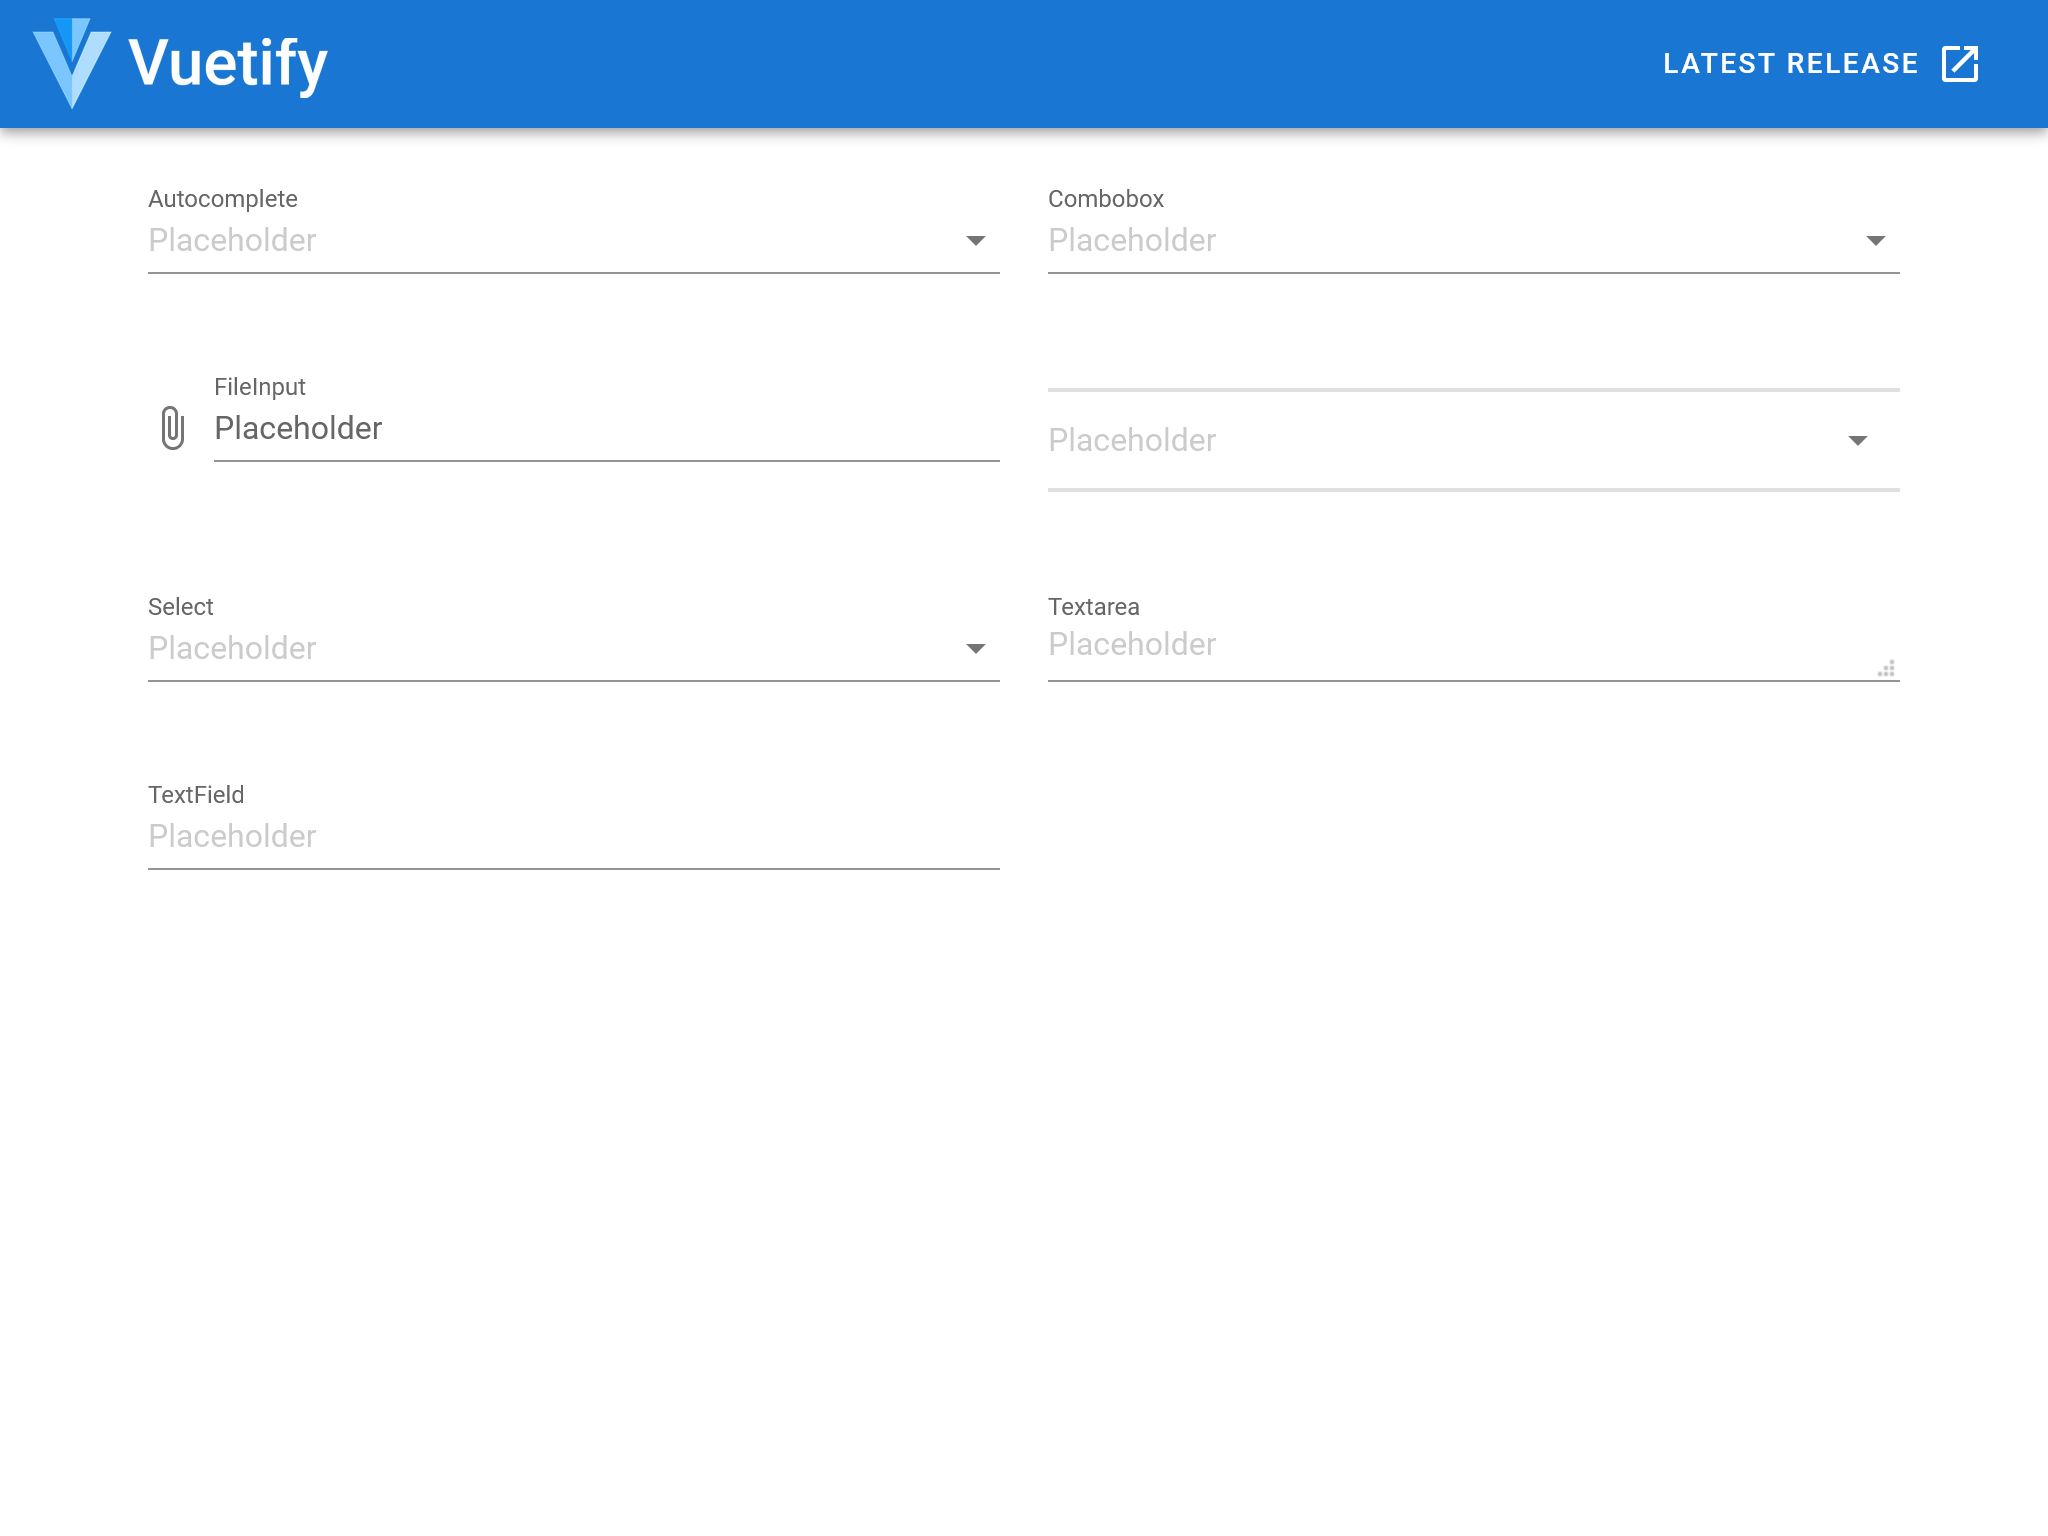 Vuetify
LATEST RELEASE
Autocomplete
Placeholder
Combobox
Placeholder
FileInput
Placeholder
Placeholder
Select
Placeholder
Textarea
Placeholder
TextField
Placeholder